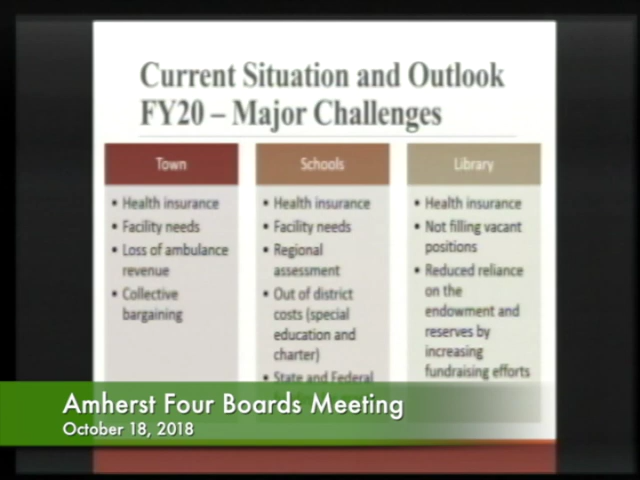 Current Situation and Outlook
FY20 – Major Challenges
Town
• Health insurance
• Facility needs
• Loss of ambulance
revenue
• Collective
bargaining
Schools
• Health insurance
• Facility needs
• Regional
assessment
• Out of district
costs (special
education and
charter)
• State and Federal
Library
• Health insurance
• Not filling vacant
positions
• Reduced reliance
on the
endowment and
reserves by
increasing
fundraising efforts
Amherst Four Boards Meeting
October 18, 2018